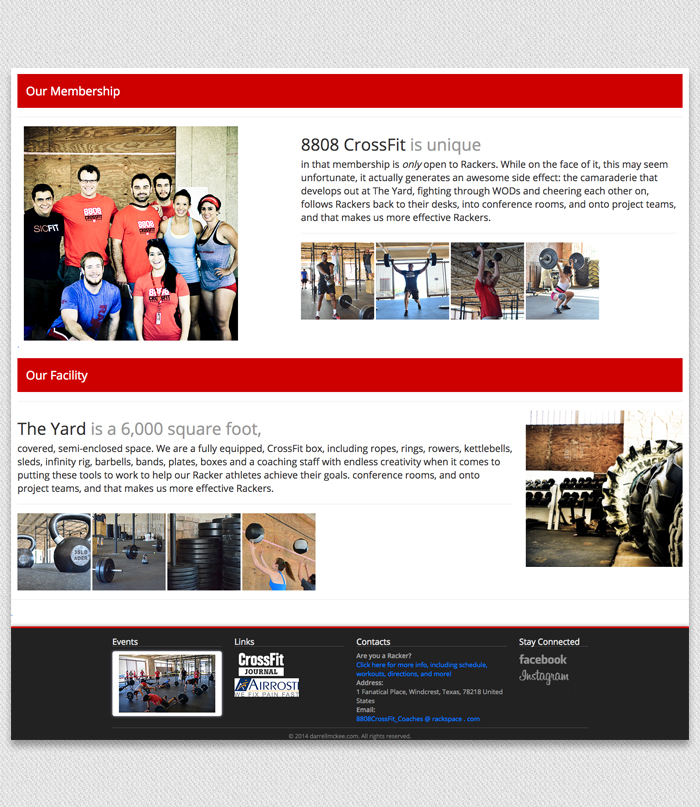 Our Membership
8808 CrossFit is unique
in that membership is only open to Rackers. While on the face of it, this may seem
unfortunate, it actually generates an awesome side effect: the camaraderie that
develops out at The Yard, fighting through WODs and cheering each other on,
follows Rackers back to their desks, into conference rooms, and onto project teams,
and that makes us more effective Rackers.
SICFIT
8808
8808
8808
CROSSFIT
Our Facility
The Yard is a 6,000 square foot,
covered, semi-enclosed space. We are a fully equipped, CrossFit box, including ropes, rings, rowers, kettlebells,
sleds, infinity rig, barbells, bands, plates, boxes and a coaching staff with endless creativity when it comes to
putting these tools to work to help our Racker athletes achieve their goals. conference rooms, and onto
project teams, and that makes us more effective Rackers.
35LB
ADER
Events
Links
CrossFit
JOURNAL
AIRROSTI
WE FIX PAIN FAST
Contacts
Are you a Racker?
Click here for more info, including schedule,
workouts, directions, and more!
Address:
1 Fanatical Place, Windcrest, Texas, 78218 United
States
Email:
8808CrossFit_Coaches @ rackspace . com
Stay Connected
facebook
Instagram
© 2014 darrellmckee.com. All rights reserved.